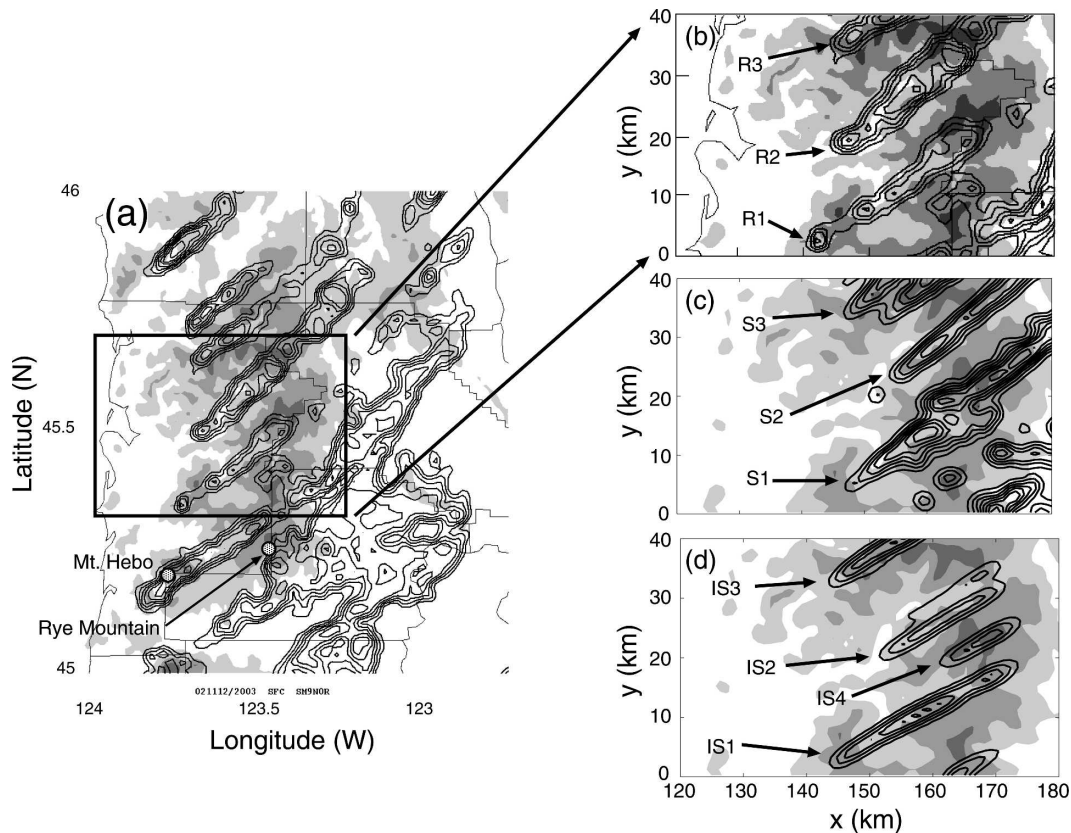 (a)
46
45.5
45
Latitude (N)
Mt. Hebo
Rye Mountain
021112/2003 SFC SM9NOR
124
123.5
123
Longitude (W)
(b)
40
30
20
10
0
y (km)
R3
R2
R1
(c)
40
30
20
10
0
y (km)
S3
S2
S1
(d)
40
30
20
10
0
y (km)
IS3
IS2
IS4
IS1
120
130
140
150
160
170
180
x (km)